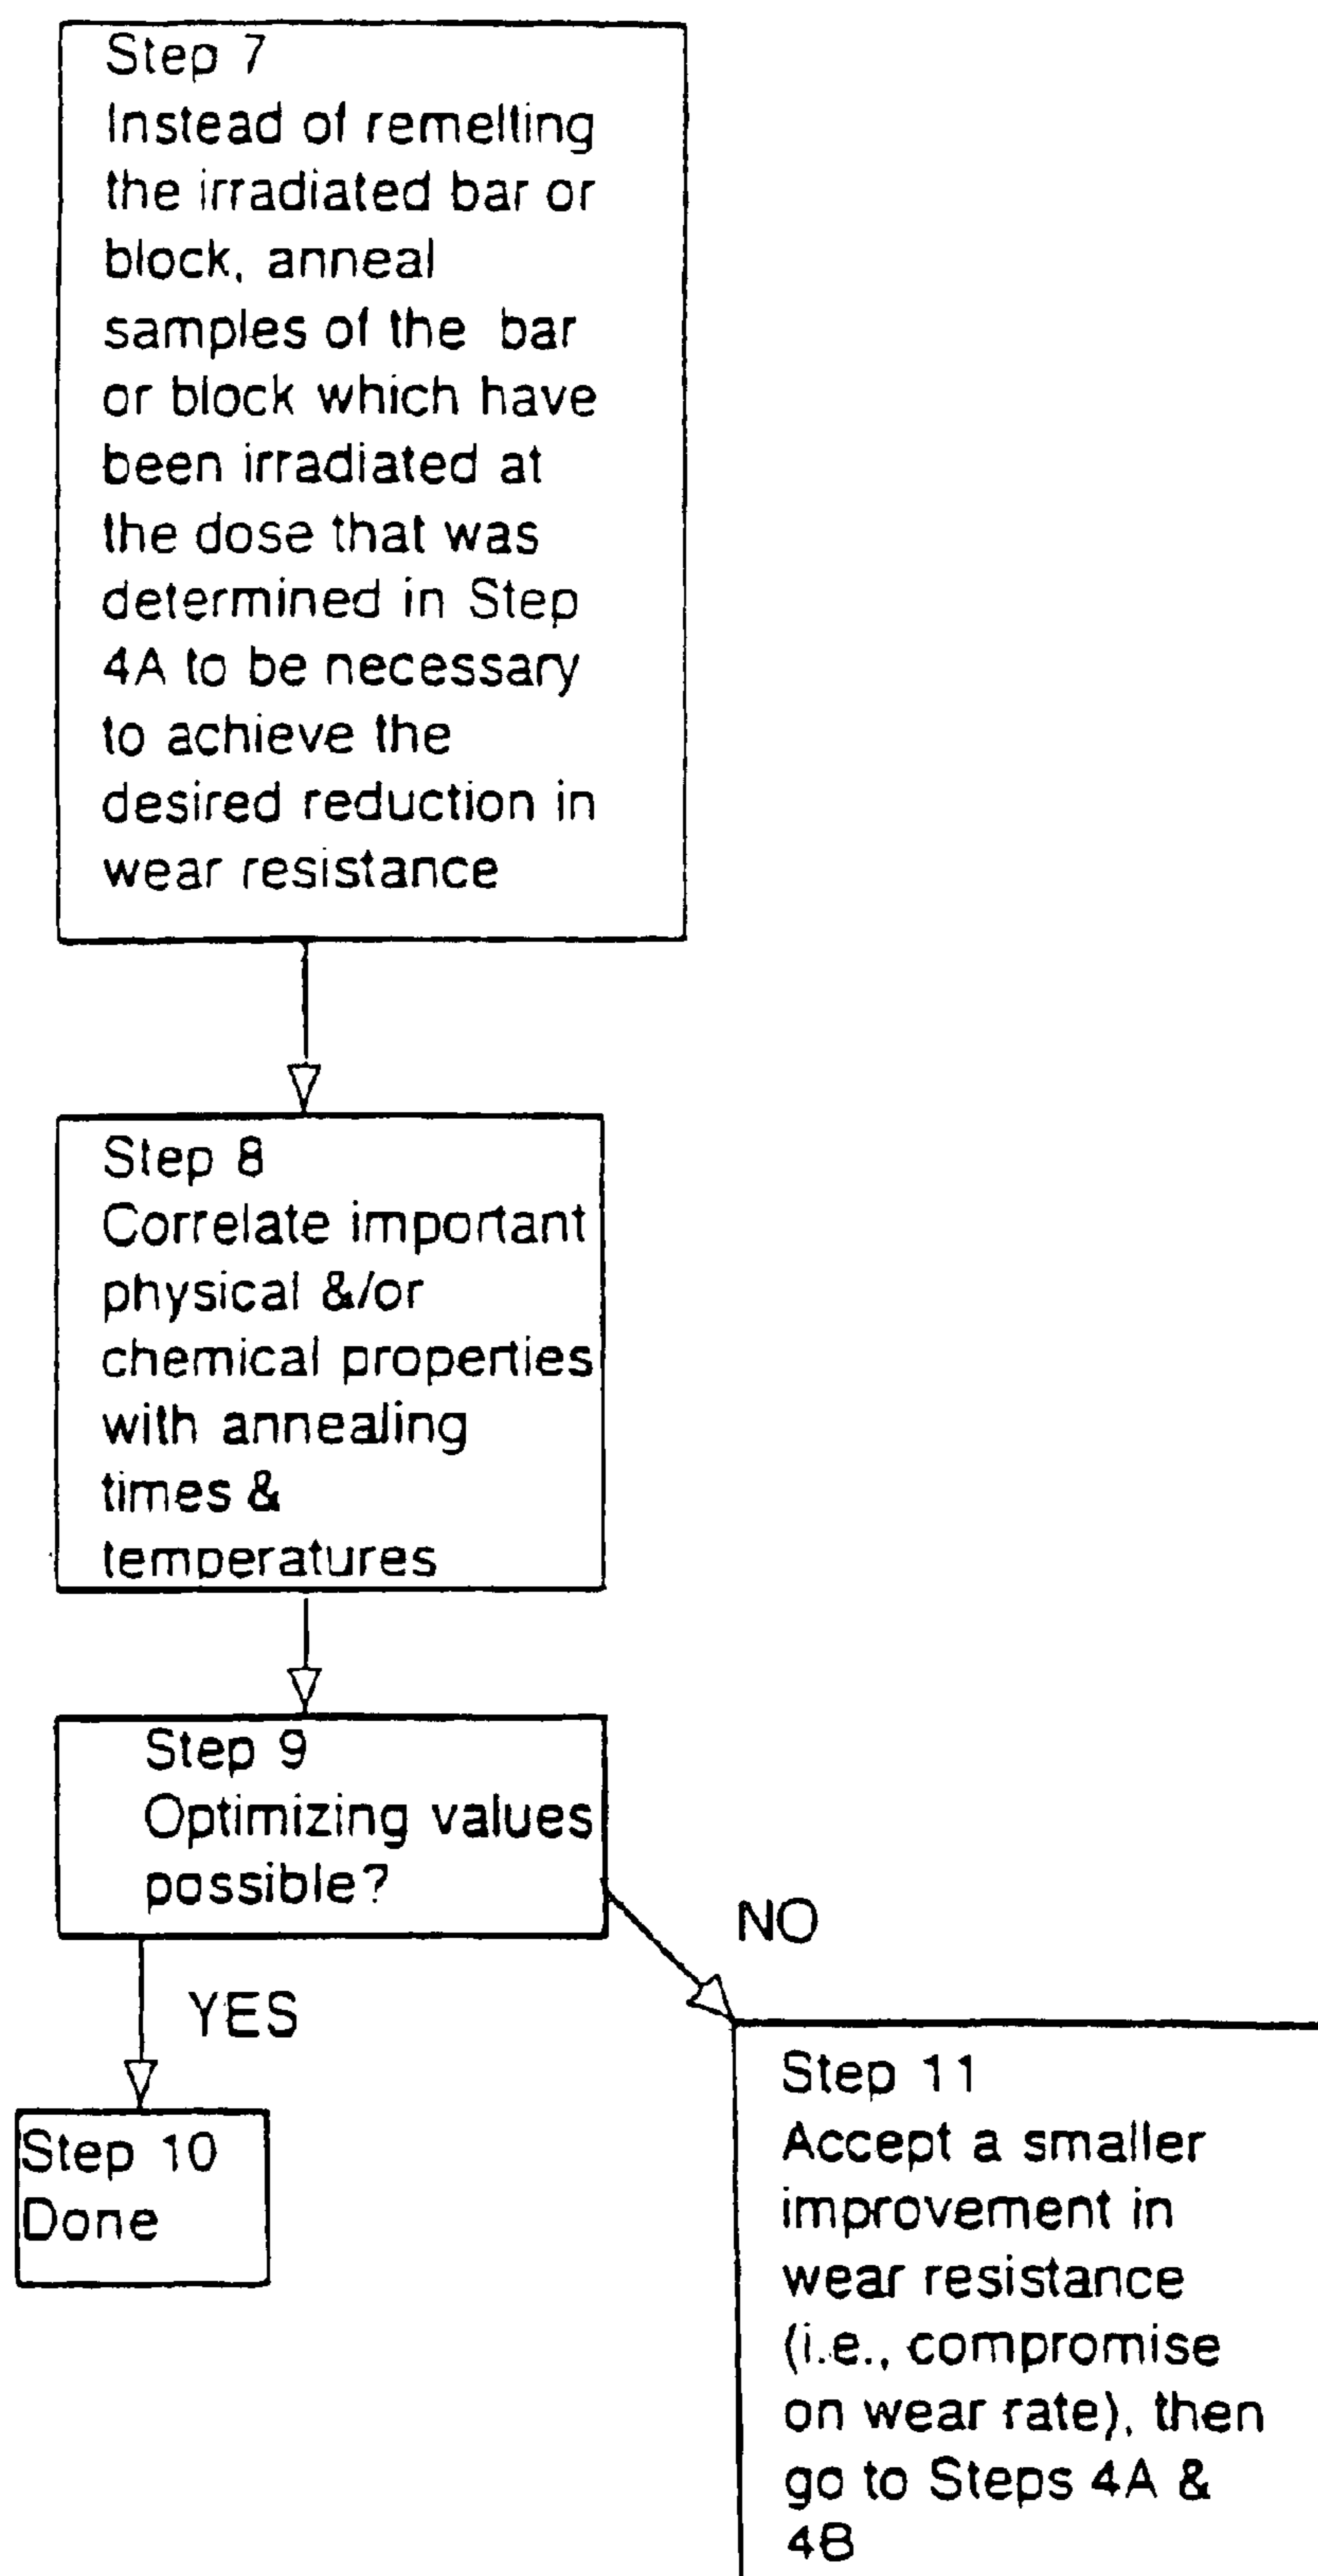 Step 7
Instead of remelting
the irradiated bar or
block, anneal
samples of the bar
or block which have
been irradiated at
the dose that was
determined in Step
4A to be necessary
to achieve the
desired reduction in
wear resistance
Step 8
Correlate important
physical &/or
chemical properties
with annealing
times &
temperatures
Step 9
Optimizing values
possible?
NO
YES
Step 10
Done
Step 11
Accept a smaller
improvement in
wear resistance
(i.e., compromise
on wear rate), then
go to Steps 4A &
4B